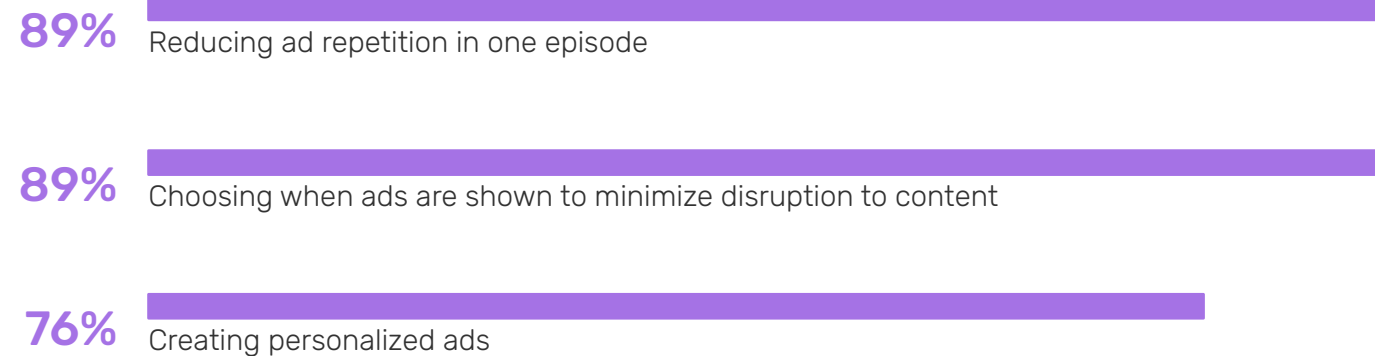 89%
Reducing ad repetition in one episode
89%
Choosing when ads are shown to minimize disruption to content
76%
Creating personalized ads